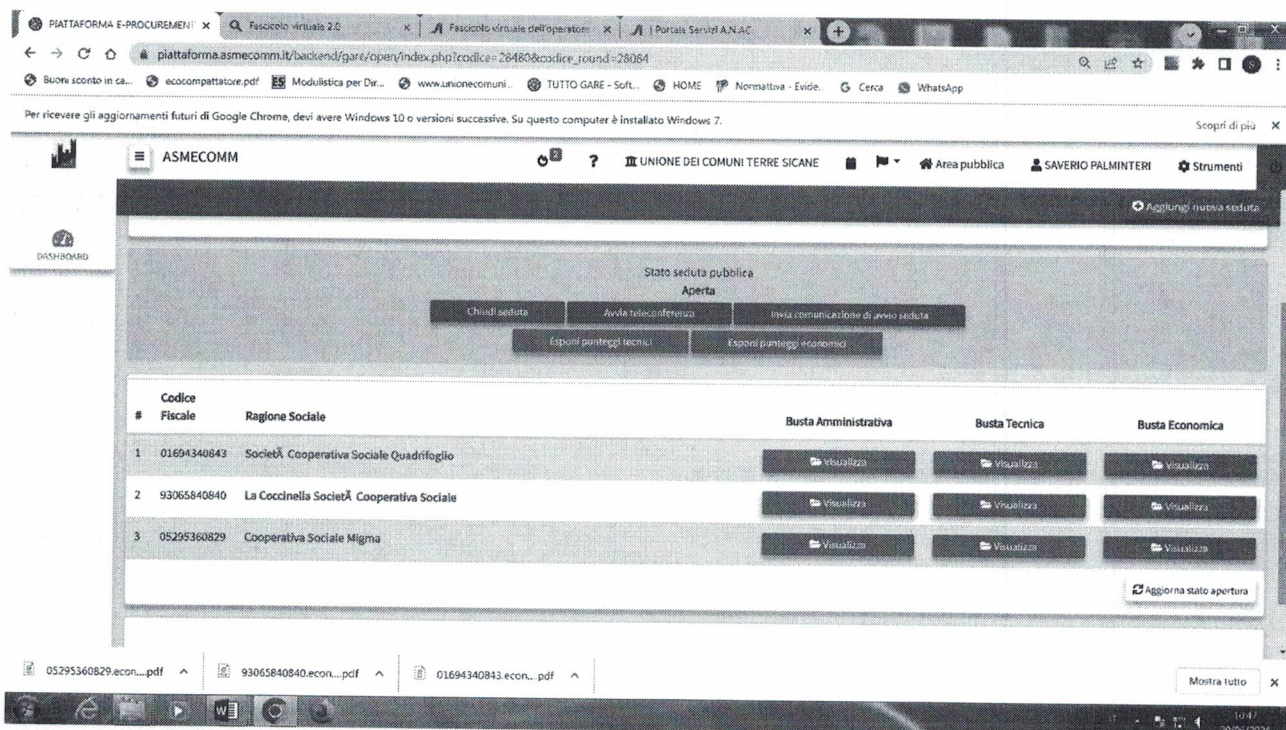 PIATTAFORMA E-PROCUREMENT × Fascicolo virtuale 2.0 × Fascicolo virtuale dell'operatore × | Portale Servizi A.N.AC ×
piattaforma.asmecomm.it/backend/gare/open/index.php?codice=26480&codice_round=28084
Buoni sconto in ca... ecocompattatore.pdf Modulistica per Dir... www.unionecomuni... TUTTO GARE - Soft... HOME Normattiva - Evide... Cerca WhatsApp
Per ricevere gli aggiornamenti futuri di Google Chrome, devi avere Windows 10 o versioni successive. Su questo computer è installato Windows 7.
Scopri di più ×
ASMECOMM 2 ? UNIONE DEI COMUNI TERRE SICANE Area pubblica SAVERIO PALMINTERI Strumenti
Aggiungi nuova seduta
DASHBOARD
Stato seduta pubblica
Aperta
Chiudi seduta Avvia teleconferenza Invia comunicazione di avvio seduta
Esponi punteggi tecnici Esponi punteggi economici
# Codice Fiscale Ragione Sociale Busta Amministrativa Busta Tecnica Busta Economica
1 01694340843 SocietÃ Cooperativa Sociale Quadrifoglio Visualizza Visualizza Visualizza
2 93065840840 La Coccinella SocietÃ Cooperativa Sociale Visualizza Visualizza Visualizza
3 05295360829 Cooperativa Sociale Migma Visualizza Visualizza Visualizza
Aggiorna stato apertura
05295360829.econ....pdf 93065840840.econ....pdf 01694340843.econ....pdf Mostra tutto ×
IT 10:47